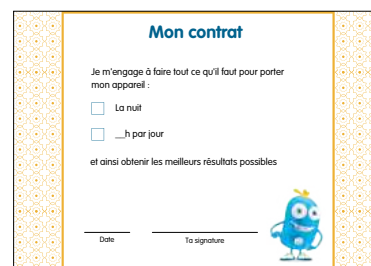 Mon contrat
Je m'engage à faire tout ce qu'il faut pour porter
mon appareil :
La nuit
__h par jour
et ainsi obtenir les meilleurs résultats possibles
Date
Ta signature